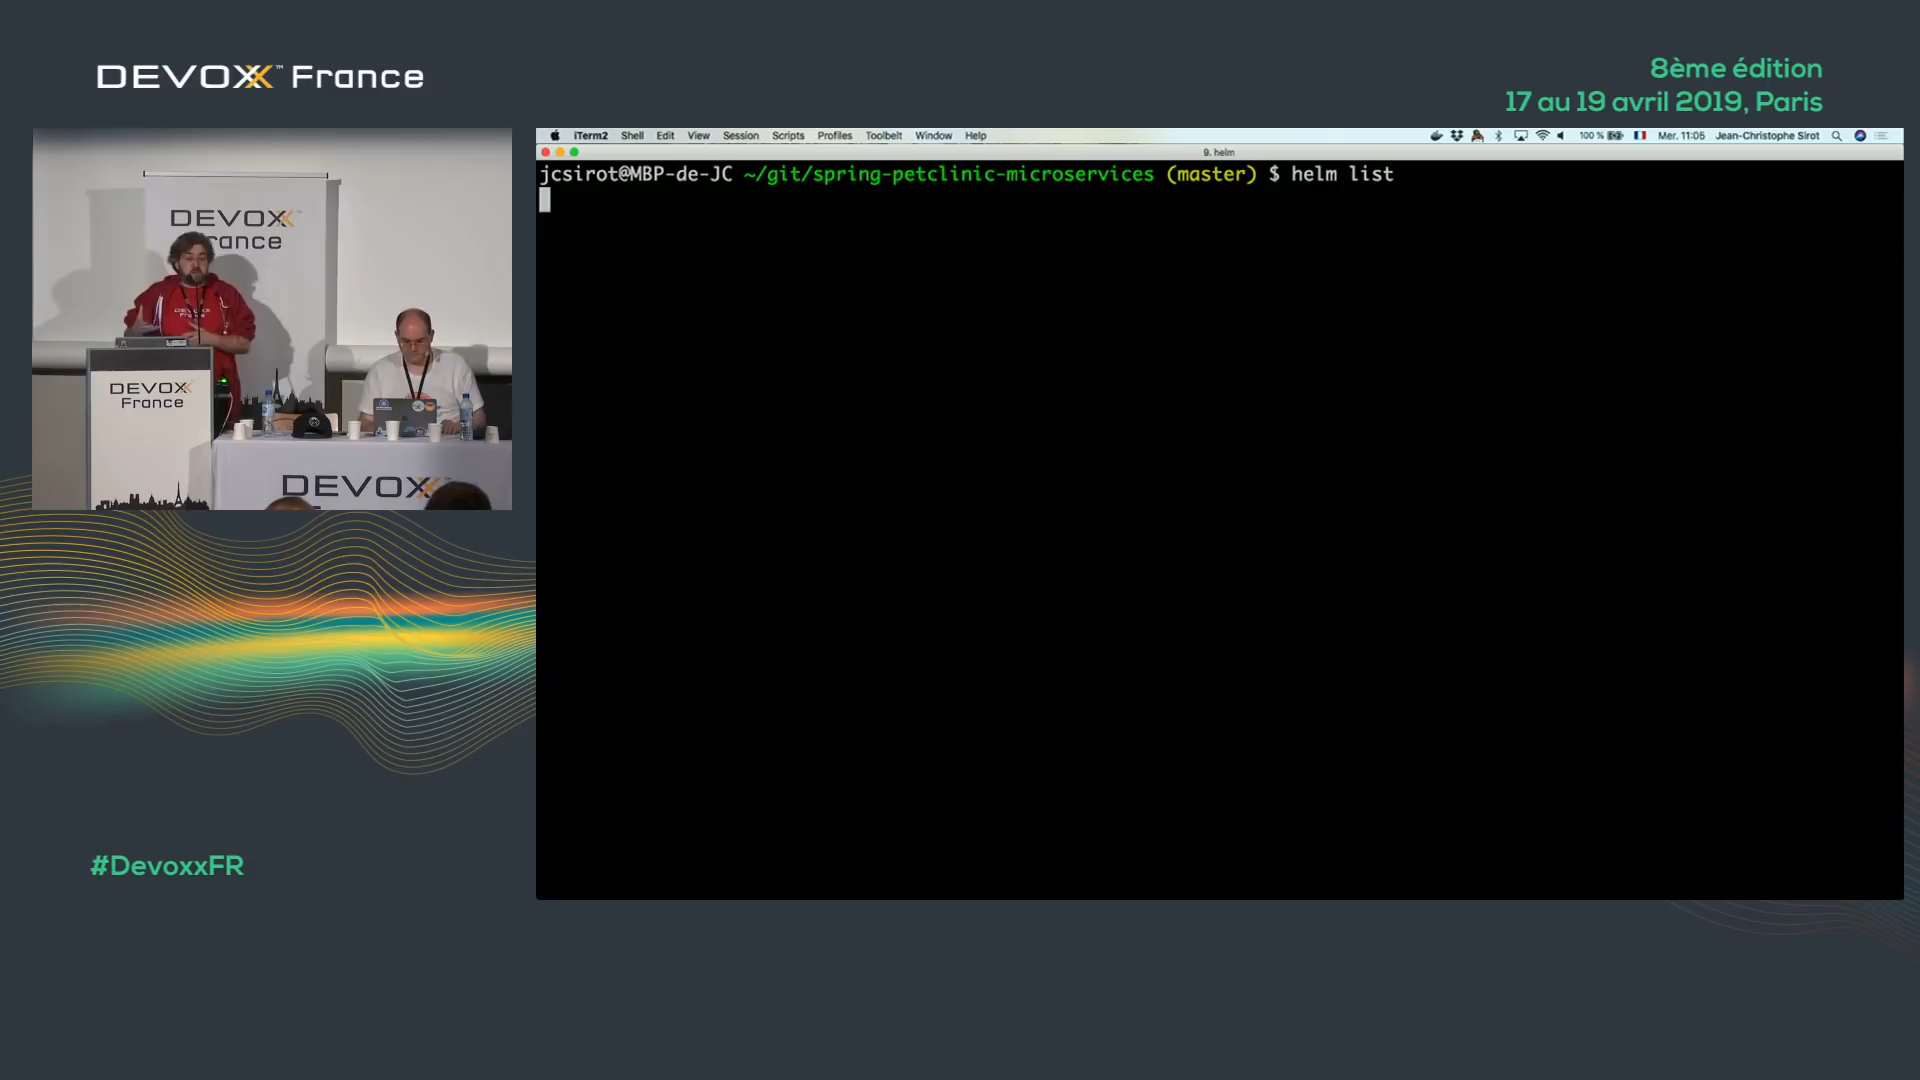 DEVOXX™ France
8ème édition
17 au 19 avril 2019, Paris
iTerm2 Shell Edit View Session Scripts Profiles Toolbelt Window Help
100 % Mer. 11:05 Jean-Christophe Sirot
9. helm
jcsirot@MBP-de-JC ~/git/spring-petclinic-microservices (master) $ helm list
DEVOXX
France
DEVOXX
France
DEVOXX
#DevoxxFR